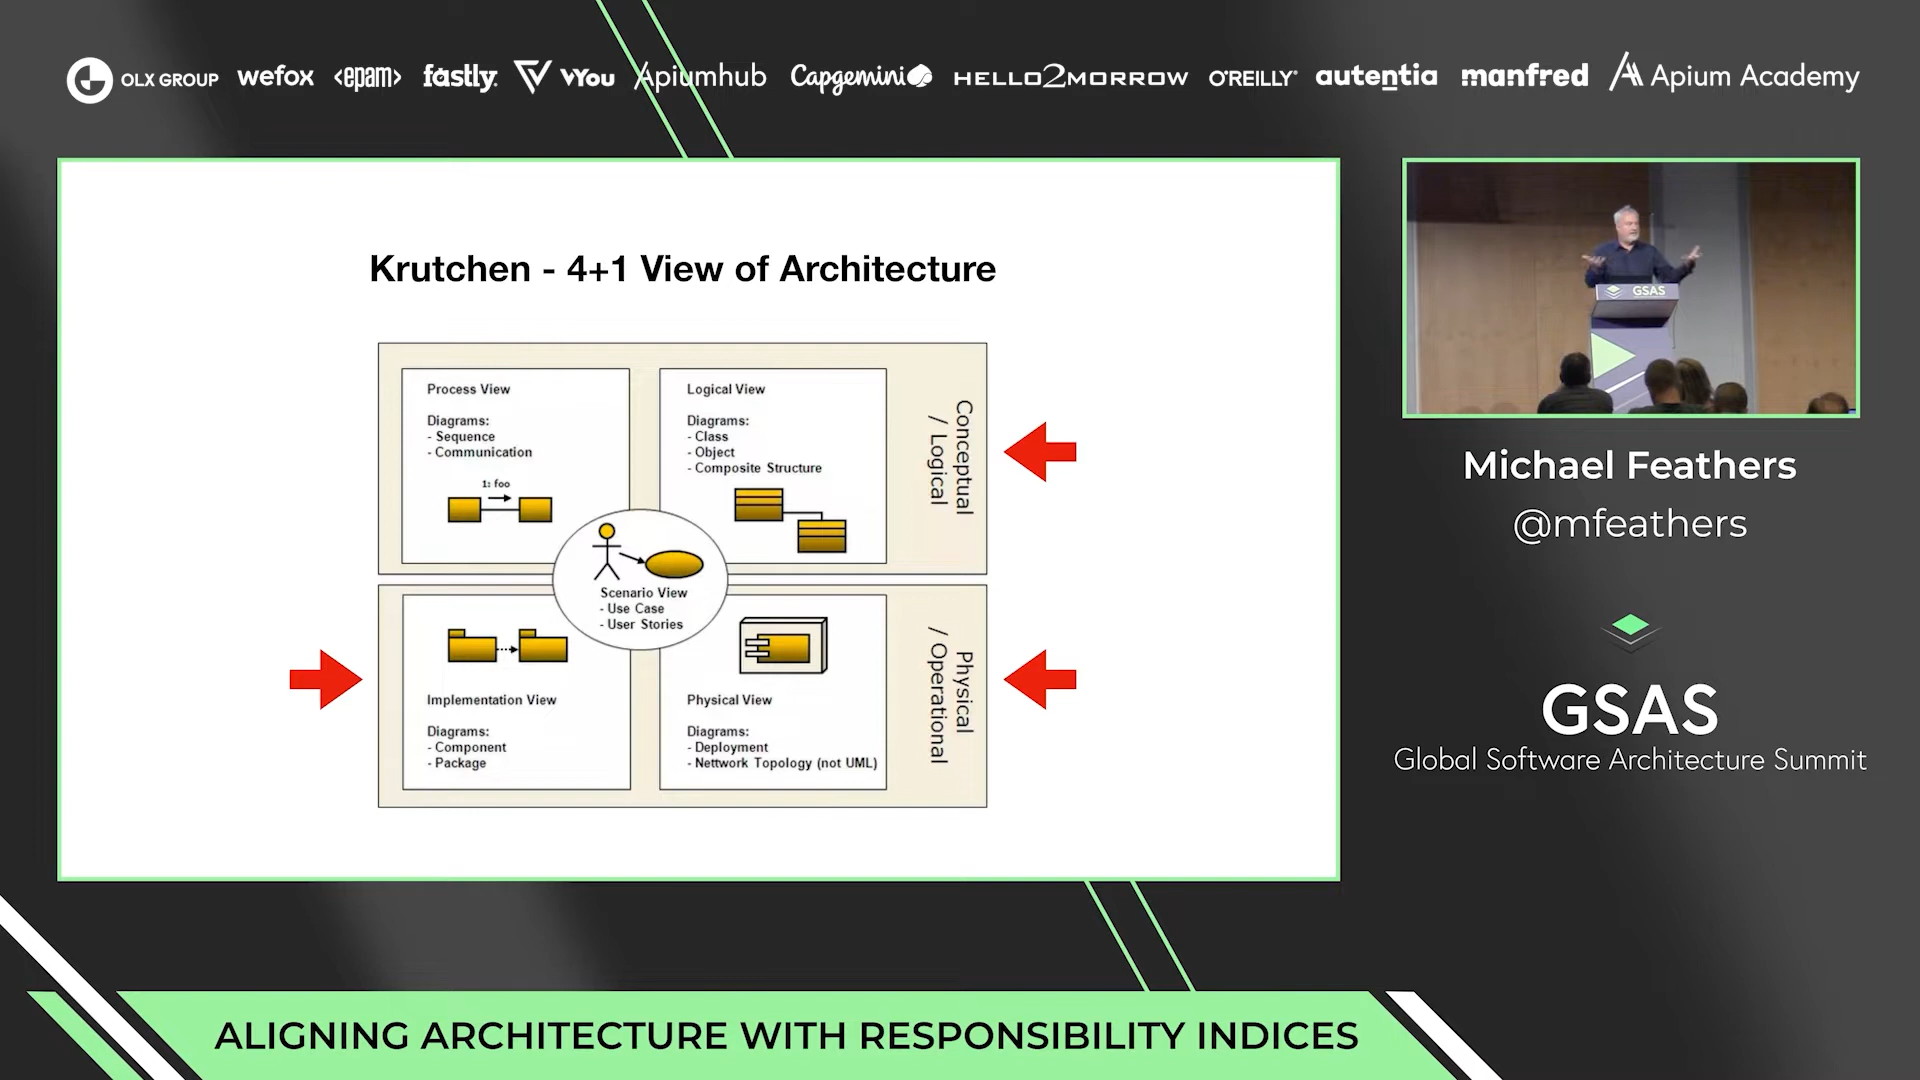 OLX GROUP wefox <epam> fastly. VYou Apiumhub Capgemini HELLO2MORROW O'REILLY® autentia manfred Apium Academy
Krutchen - 4+1 View of Architecture
Process View
Diagrams:
- Sequence
- Communication
1: foo
Logical View
Diagrams:
- Class
- Object
- Composite Structure
Conceptual
/ Logical
Scenario View
- Use Case
- User Stories
Implementation View
Diagrams:
- Component
- Package
Physical View
Diagrams:
- Deployment
- Nettwork Topology (not UML)
Physical
/ Operational
GSAS
Michael Feathers
@mfeathers
GSAS
Global Software Architecture Summit
ALIGNING ARCHITECTURE WITH RESPONSIBILITY INDICES